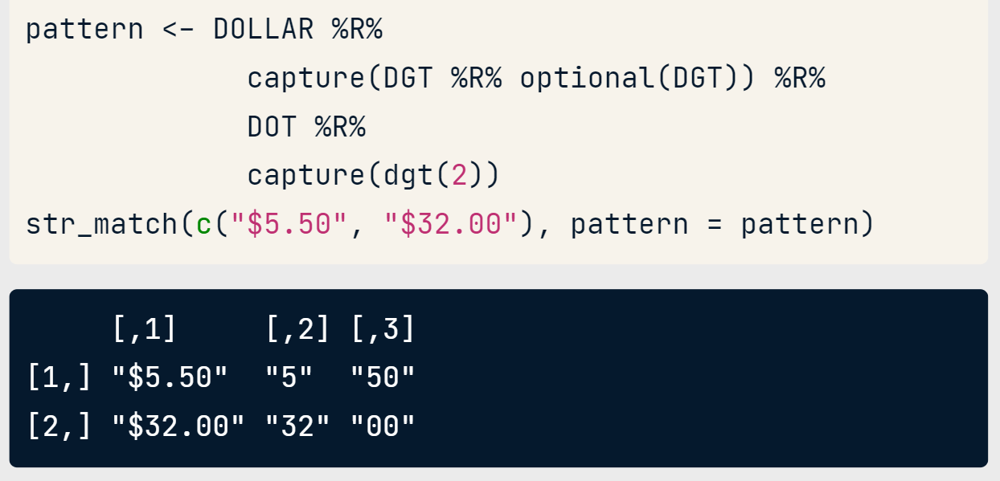 pattern <- DOLLAR %R%
capture(DGT %R% optional(DGT)) %R%
DOT %R%
capture(dgt(2))
str_match(c("$5.50", "$32.00"), pattern = pattern)
[,1] [,2] [,3]
[1,] "$5.50" "5" "50"
[2,] "$32.00" "32" "00"